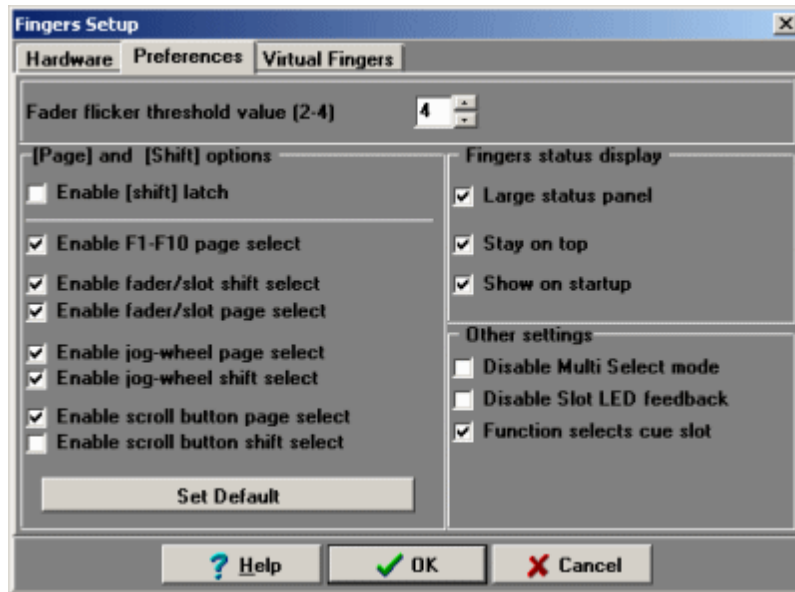 Fingers Setup
Hardware Preferences Virtual Fingers
Fader flicker threshold value (2-4) 4
[Page] and [Shift] options
Enable [shift] latch
Enable F1-F10 page select
Enable fader/slot shift select
Enable fader/slot page select
Enable jog-wheel page select
Enable jog-wheel shift select
Enable scroll button page select
Enable scroll button shift select
Set Default
Fingers status display
Large status panel
Stay on top
Show on startup
Other settings
Disable Multi Select mode
Disable Slot LED feedback
Function selects cue slot
? Help OK Cancel